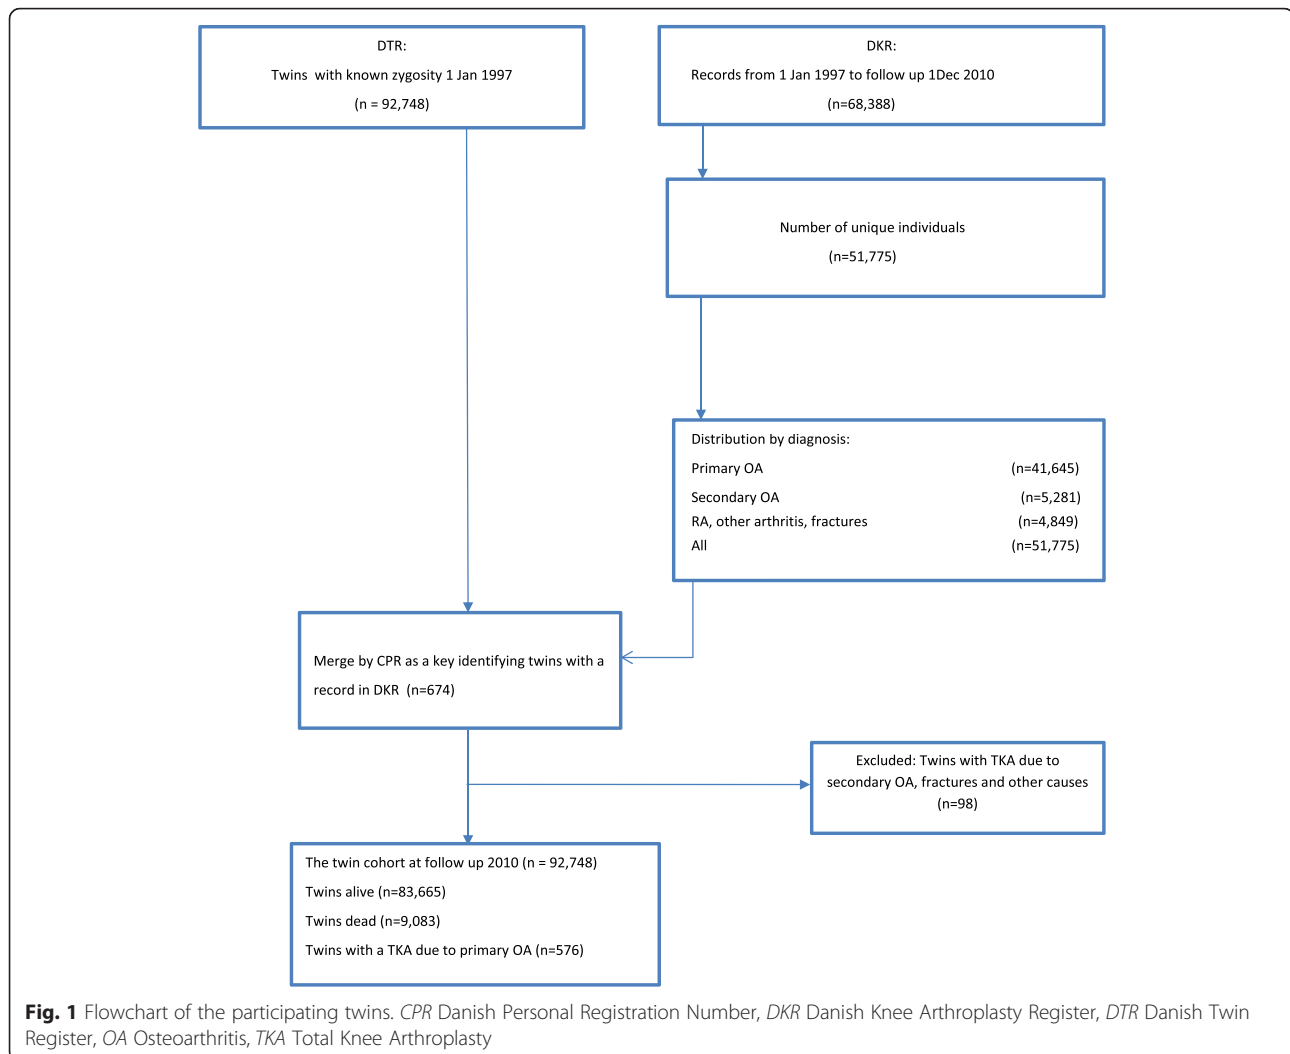 DTR:
Twins with known zygosity 1 Jan 1997
(n = 92,748)
DKR:
Records from 1 Jan 1997 to follow up 1Dec 2010
(n=68,388)
Number of unique individuals
(n=51,775)
Distribution by diagnosis:
Primary OA (n=41,645)
Secondary OA (n=5,281)
RA, other arthritis, fractures (n=4,849)
All (n=51,775)
Merge by CPR as a key identifying twins with a
record in DKR (n=674)
Excluded: Twins with TKA due to
secondary OA, fractures and other causes
(n=98)
The twin cohort at follow up 2010 (n = 92,748)
Twins alive (n=83,665)
Twins dead (n=9,083)
Twins with a TKA due to primary OA (n=576)
Fig. 1 Flowchart of the participating twins. CPR Danish Personal Registration Number, DKR Danish Knee Arthroplasty Register, DTR Danish Twin
Register, OA Osteoarthritis, TKA Total Knee Arthroplasty